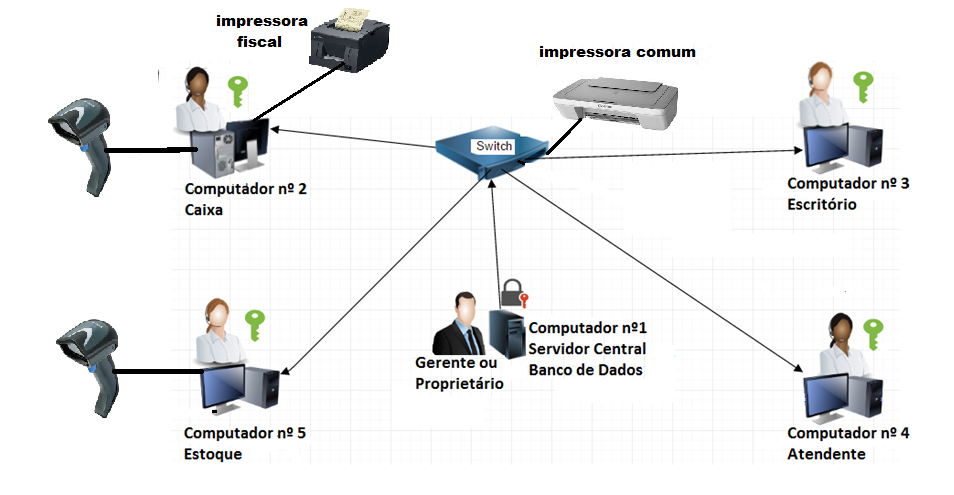 impressora
fiscal
impressora comum
Switch
Computador nº 2
Caixa
Computador nº 3
Escritório
Computador nº1
Servidor Central
Banco de Dados
Gerente ou
Proprietário
Computador nº 5
Estoque
Computador nº 4
Atendente